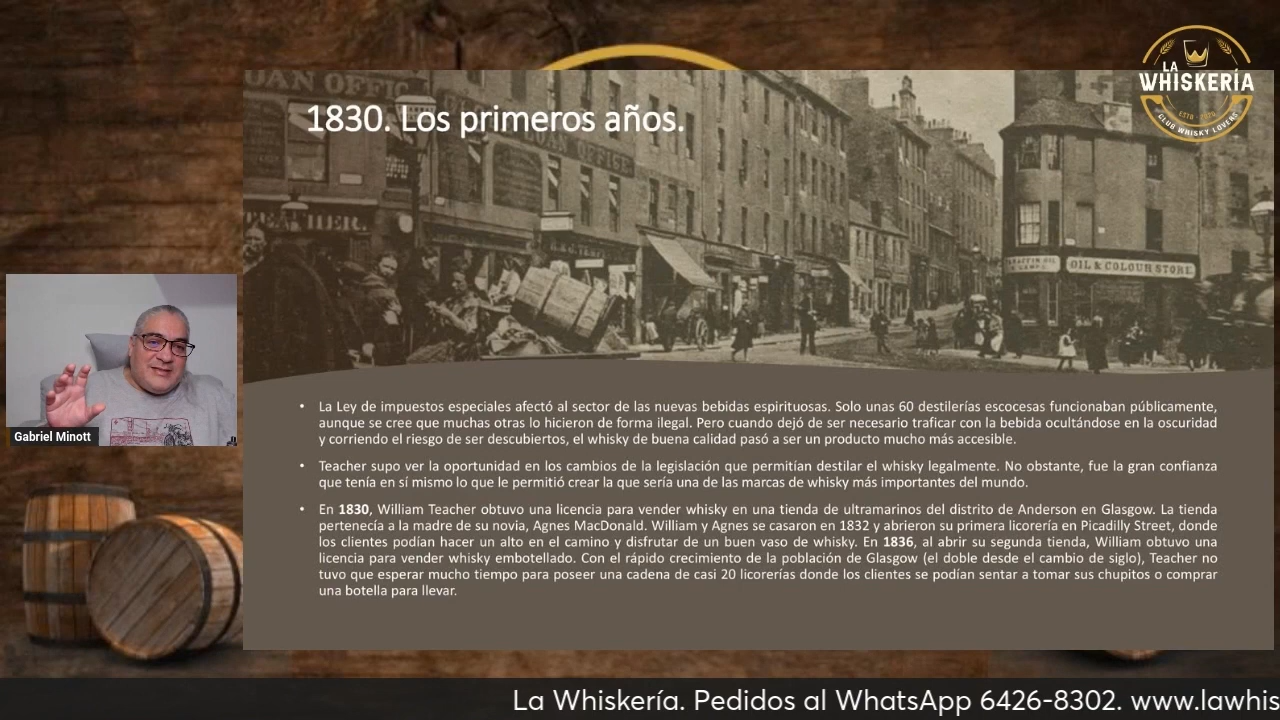 LA
WHISKERÍA
CLUB WHISKY LOVERS
1830. Los primeros años.
LOAN OFFICE
OIL & COLOUR STORE
Gabriel Minott
• La Ley de impuestos especiales afectó al sector de las nuevas bebidas espirituosas. Solo unas 60 destilerías escocesas funcionaban públicamente,
aunque se cree que muchas otras lo hicieron de forma ilegal. Pero cuando dejó de ser necesario traficar con la bebida ocultándose en la oscuridad
y corriendo el riesgo de ser descubiertos, el whisky de buena calidad pasó a ser un producto mucho más accesible.
• Teacher supo ver la oportunidad en los cambios de la legislación que permitían destilar el whisky legalmente. No obstante, fue la gran confianza
que tenía en sí mismo lo que le permitió crear la que sería una de las marcas de whisky más importantes del mundo.
• En 1830, William Teacher obtuvo una licencia para vender whisky en una tienda de ultramarinos del distrito de Anderson en Glasgow. La tienda
pertenecía a la madre de su novia, Agnes MacDonald. William y Agnes se casaron en 1832 y abrieron su primera licorería en Picadilly Street, donde
los clientes podían hacer un alto en el camino y disfrutar de un buen vaso de whisky. En 1836, al abrir su segunda tienda, William obtuvo una
licencia para vender whisky embotellado. Con el rápido crecimiento de la población de Glasgow (el doble desde el cambio de siglo), Teacher no
tuvo que esperar mucho tiempo para poseer una cadena de casi 20 licorerías donde los clientes se podían sentar a tomar sus chupitos o comprar
una botella para llevar.
La Whiskería. Pedidos al WhatsApp 6426-8302. www.lawhis